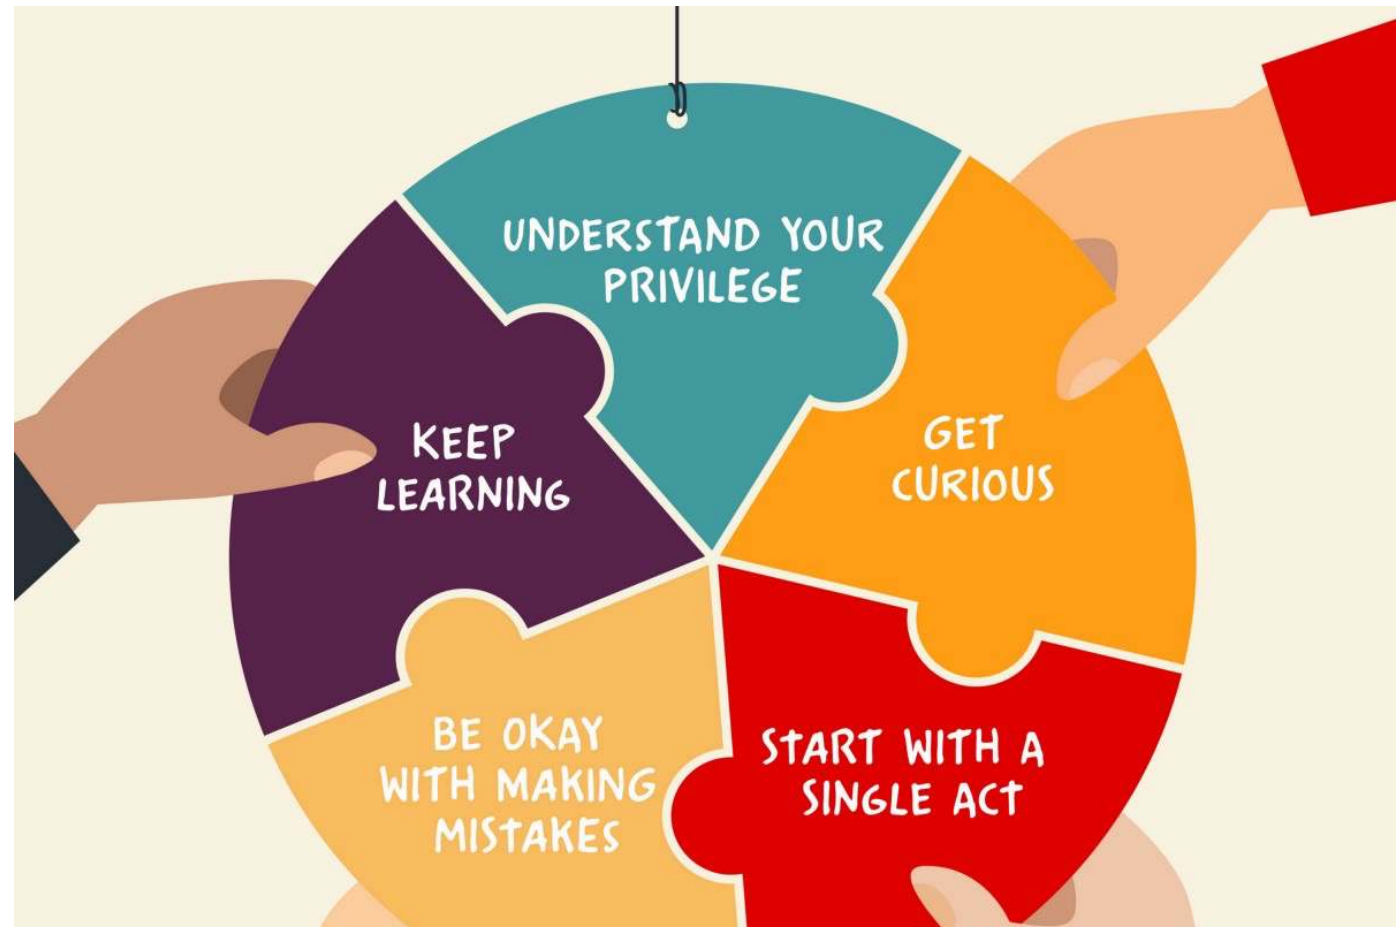 UNDERSTAND YOUR
PRIVILEGE
GET
CURIOUS
START WITH A
SINGLE ACT
BE OKAY
WITH MAKING
MISTAKES
KEEP
LEARNING